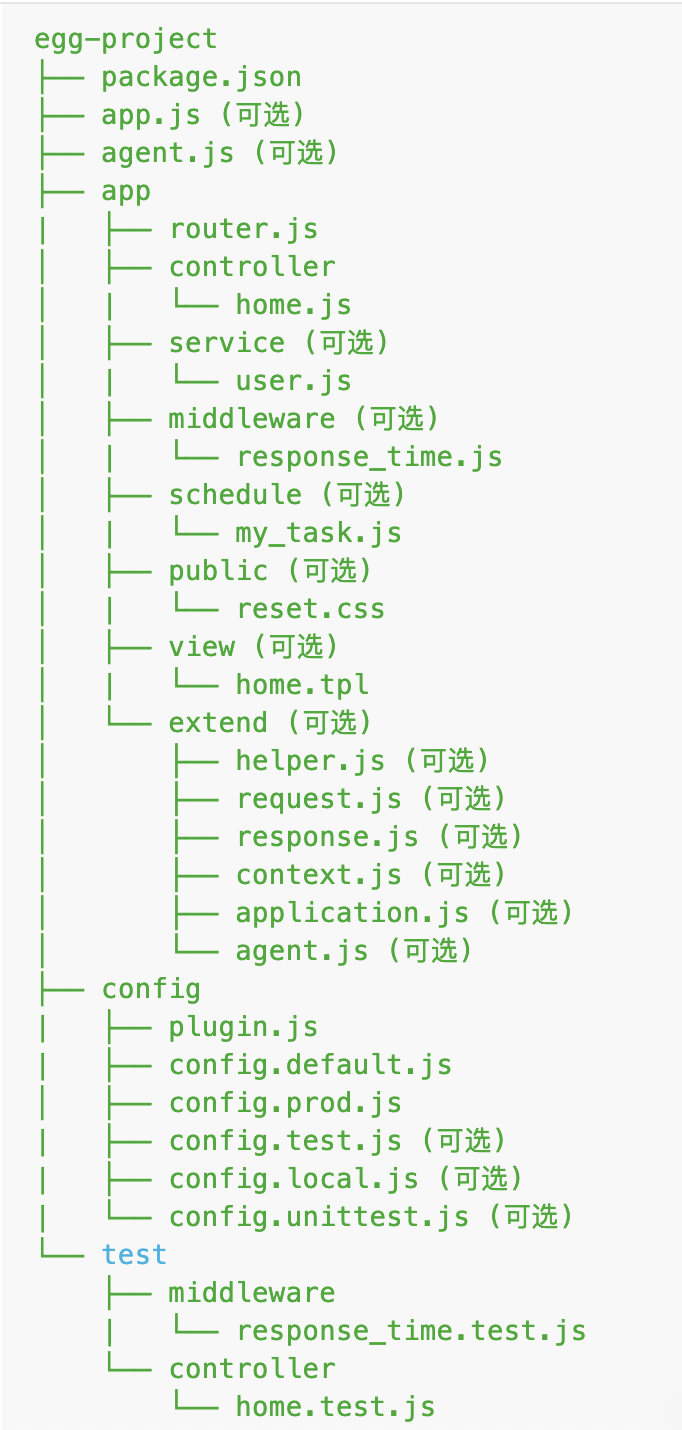 egg-project
├── package.json
├── app.js (可选)
├── agent.js (可选)
├── app
|   ├── router.js
│   ├── controller
│   |   └── home.js
│   ├── service (可选)
│   |   └── user.js
│   ├── middleware (可选)
│   |   └── response_time.js
│   ├── schedule (可选)
│   |   └── my_task.js
│   ├── public (可选)
│   |   └── reset.css
│   ├── view (可选)
│   |   └── home.tpl
│   └── extend (可选)
│       ├── helper.js (可选)
│       ├── request.js (可选)
│       ├── response.js (可选)
│       ├── context.js (可选)
│       ├── application.js (可选)
│       └── agent.js (可选)
├── config
|   ├── plugin.js
|   ├── config.default.js
│   ├── config.prod.js
|   ├── config.test.js (可选)
|   ├── config.local.js (可选)
|   └── config.unittest.js (可选)
└── test
    ├── middleware
    |   └── response_time.test.js
    └── controller
        └── home.test.js